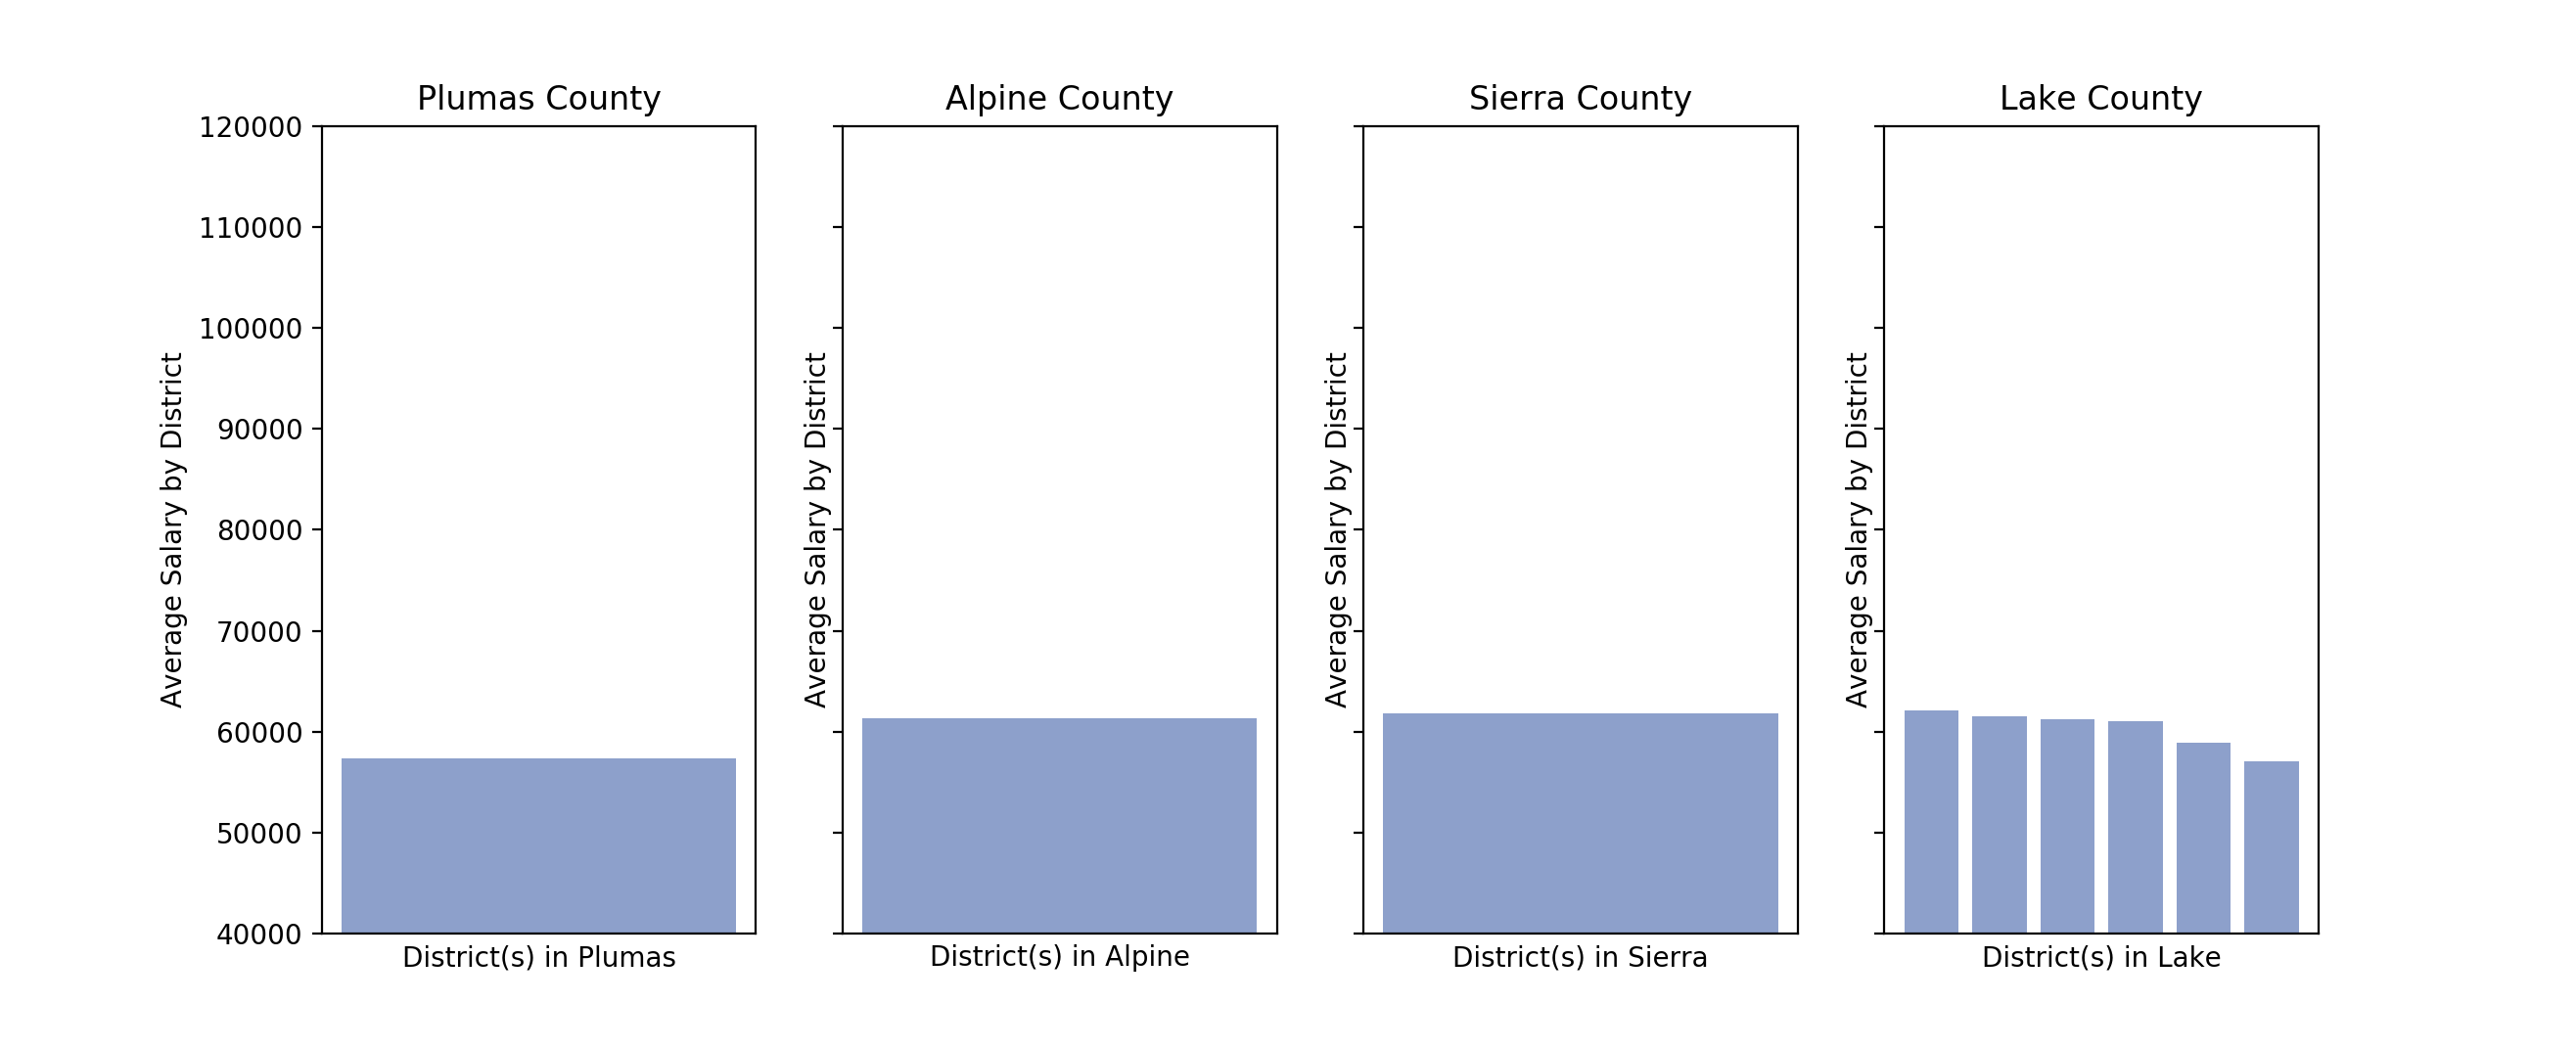 Plumas County
Alpine County
Sierra County
Lake County
120000
110000
100000
90000
80000
70000
60000
50000
40000
Average Salary by District
Average Salary by District
Average Salary by District
Average Salary by District
District(s) in Plumas
District(s) in Alpine
District(s) in Sierra
District(s) in Lake